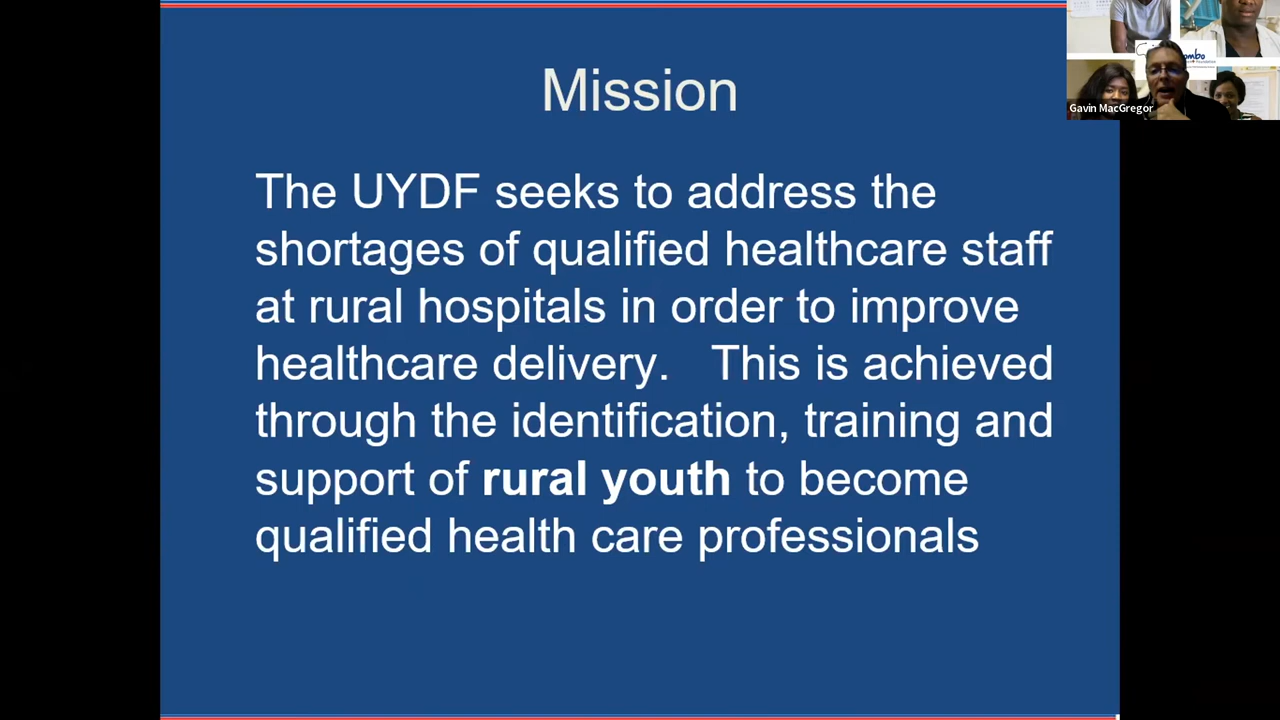 Mission
The UYDF seeks to address the
shortages of qualified healthcare staff
at rural hospitals in order to improve
healthcare delivery.   This is achieved
through the identification, training and
support of rural youth to become
qualified health care professionals
Gavin MacGregor